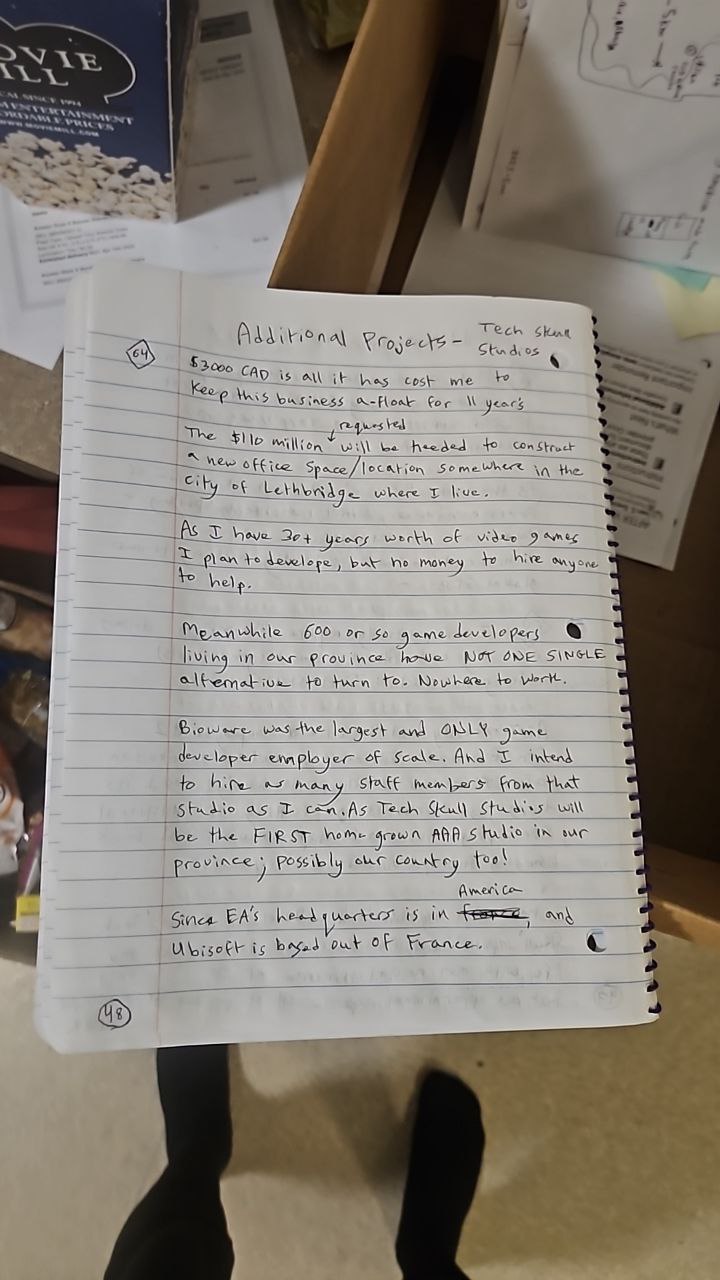 OVIE
ILL
CAL SINCE 1994
M ENTERTAINMENT
ORDABLE PRICES
WWW.MOVIEMILL.COM
Additional Projects- Tech Skull
Studios
64
$3000 CAD is all it has cost me to
keep this business a-float for 11 year's
requested
The $110 million will be needed to construct
a new office space/location somewhere in the
city of Lethbridge where I live.
As I have 30+ years worth of video games
I plan to develope, but no money to hire anyone
to help.
Meanwhile 600 or so game developers
living in our province have NOT ONE SINGLE
alternative to turn to. Nowhere to work.
Bioware was the largest and ONLY game
developer employer of scale. And I intend
to hire as many staff members from that
studio as I can. As Tech Skull Studios will
be the FIRST home grown AAA studio in our
province; possibly our country too!
America
Since EA's headquarters is in , and
Ubisoft is based out of France.
48